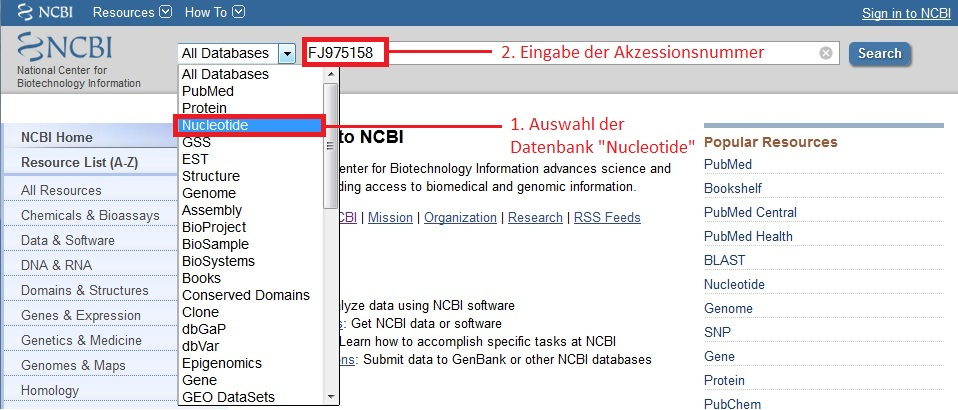 Resources How To Sign in to NCBI
NCBI
National Center for
Biotechnology Information
All Databases FJ975158 2. Eingabe der Akzessionsnummer Search
All Databases
PubMed
Protein
Nucleotide
GSS
EST
Structure
Genome
Assembly
BioProject
BioSample
BioSystems
Books
Conserved Domains
Clone
dbGaP
dbVar
Epigenomics
Gene
GEO DataSets
1. Auswahl der
Datenbank "Nucleotide"
NCBI Home
Resource List (A-Z)
All Resources
Chemicals & Bioassays
Data & Software
DNA & RNA
Domains & Structures
Genes & Expression
Genetics & Medicine
Genomes & Maps
Homology
to NCBI
Center for Biotechnology Information advances science and
access to biomedical and genomic information.
| Mission | Organization | Research | RSS Feeds
data using NCBI software
: Get NCBI data or software
Learn how to accomplish specific tasks at NCBI
: Submit data to GenBank or other NCBI databases
Popular Resources
PubMed
Bookshelf
PubMed Central
PubMed Health
BLAST
Nucleotide
Genome
SNP
Gene
Protein
PubChem